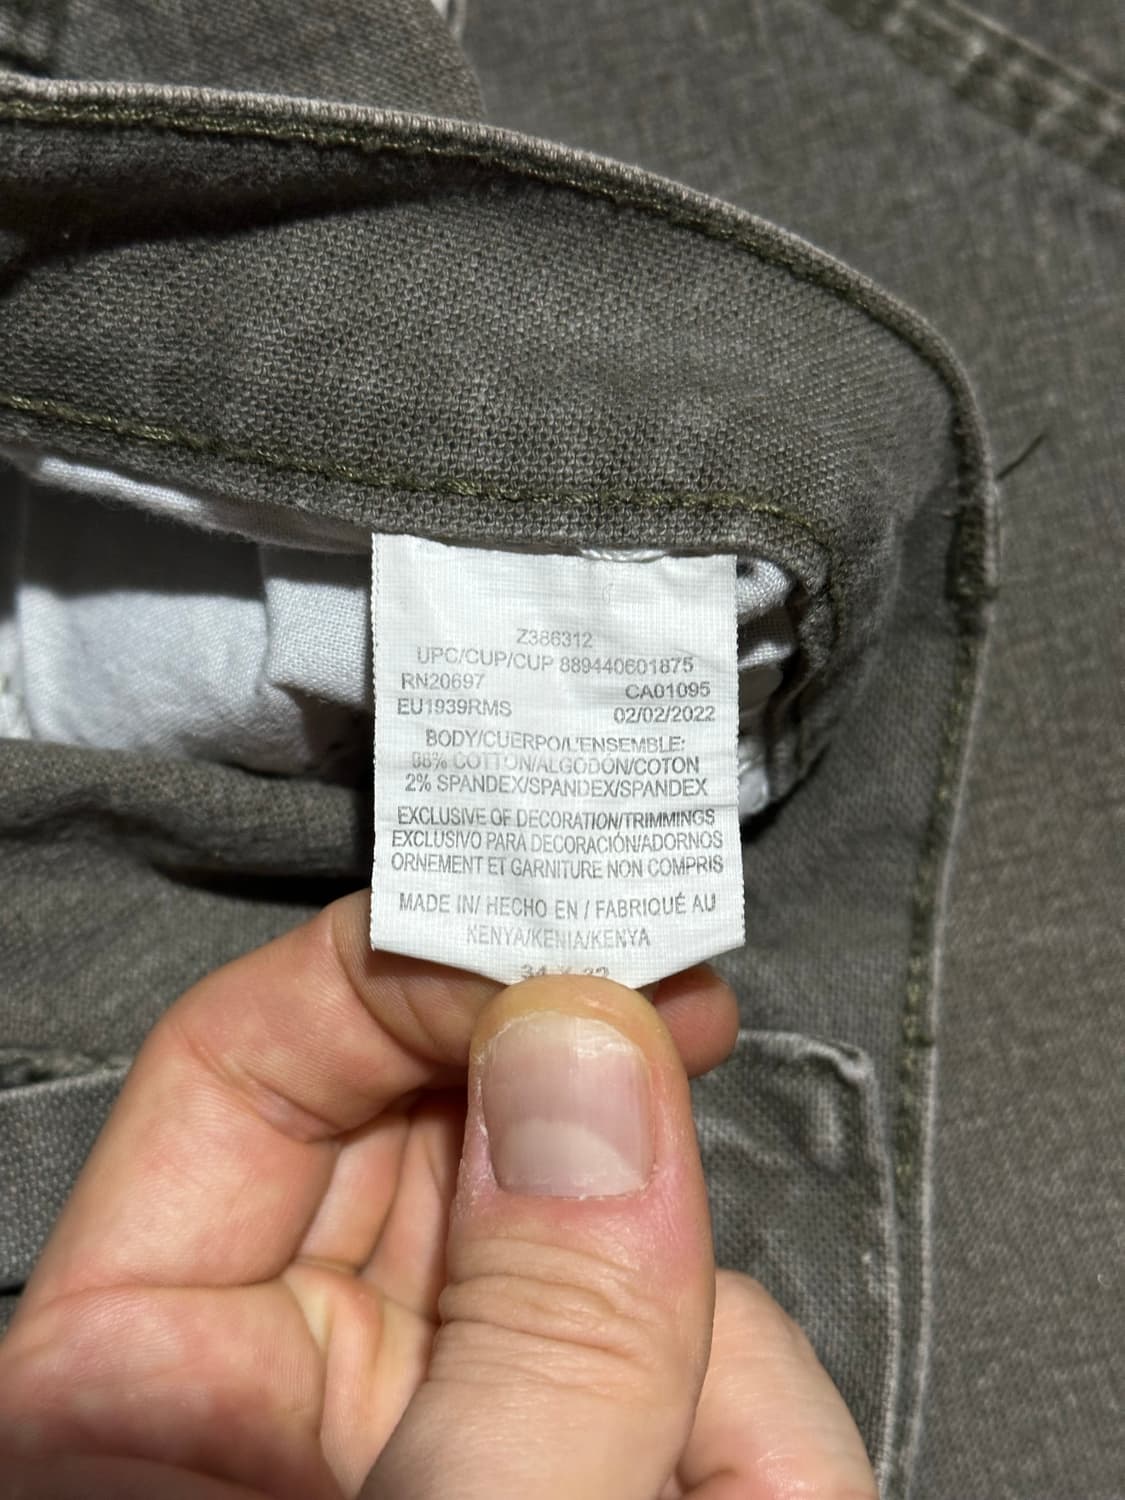 Z386312
UPC/CUP/CUP 889440601875
RN20697 CA01095
EU1939RMS 02/02/2022
BODY/CUERPO/L'ENSEMBLE:
COTTON/ALGODÓN/COTON
2% SPANDEX/SPANDEX/SPANDEX
EXCLUSIVE OF DECORATION/TRIMMINGS
EXCLUSIVO PARA DECORACIÓN/ADORNOS
ORNEMENT ET GARNITURE NON COMPRIS
MADE IN/ HECHO EN / FABRIQUÉ AU
KENYA/KENIA/KENYA